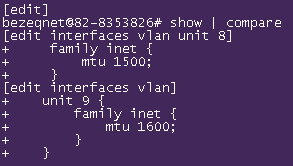 [edit]
bezeqnet@82-8353826# show | compare
[edit interfaces vlan unit 8]
+     family inet {
+         mtu 1500;
+     }
[edit interfaces vlan]
+    unit 9 {
+        family inet {
+            mtu 1600;
+        }
+    }